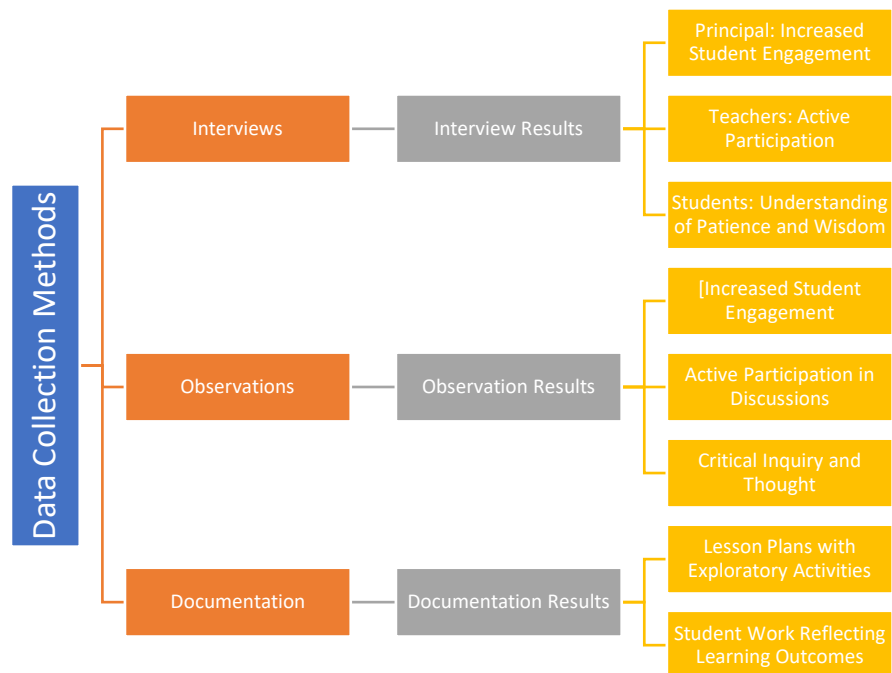 Data Collection Methods
Interviews
Interview Results
Principal: Increased
Student Engagement
Teachers: Active
Participation
Students: Understanding
of Patience and Wisdom
Observations
Observation Results
[Increased Student
Engagement
Active Participation in
Discussions
Critical Inquiry and
Thought
Documentation
Documentation Results
Lesson Plans with
Exploratory Activities
Student Work Reflecting
Learning Outcomes